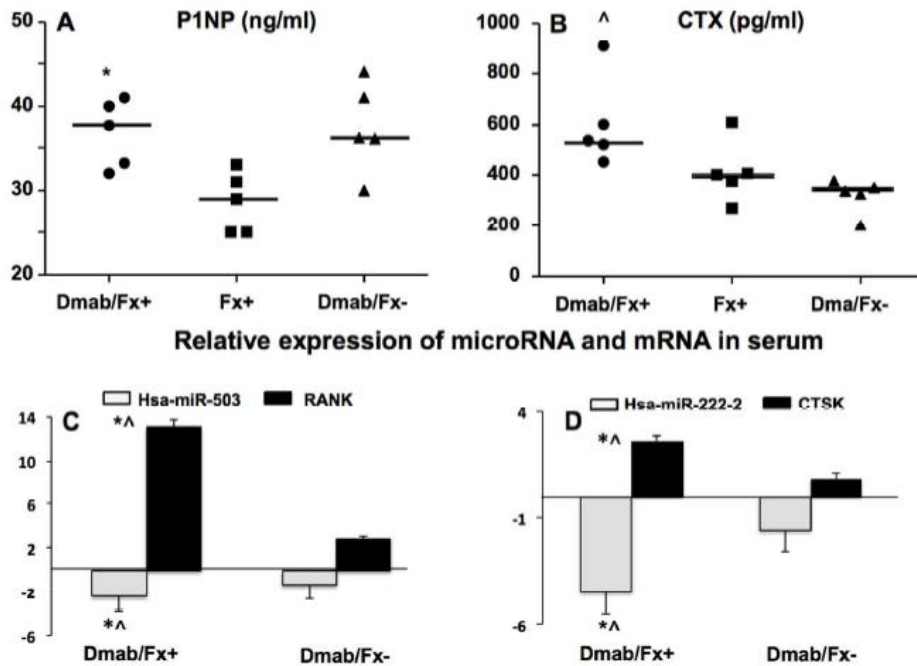 A P1NP (ng/ml)
50
40
30
20
*
Dmab/Fx+ Fx+ Dmab/Fx-
B CTX (pg/ml)
1000
800
600
400
200
0
^
Dmab/Fx+ Fx+ Dma/Fx-
Relative expression of microRNA and mRNA in serum
C Hsa-miR-503 RANK
14
10
6
2
-2
-6
*^
*^
Dmab/Fx+ Dmab/Fx-
D Hsa-miR-222-2 CTSK
4
-1
-6
*^
*^
Dmab/Fx+ Dmab/Fx-